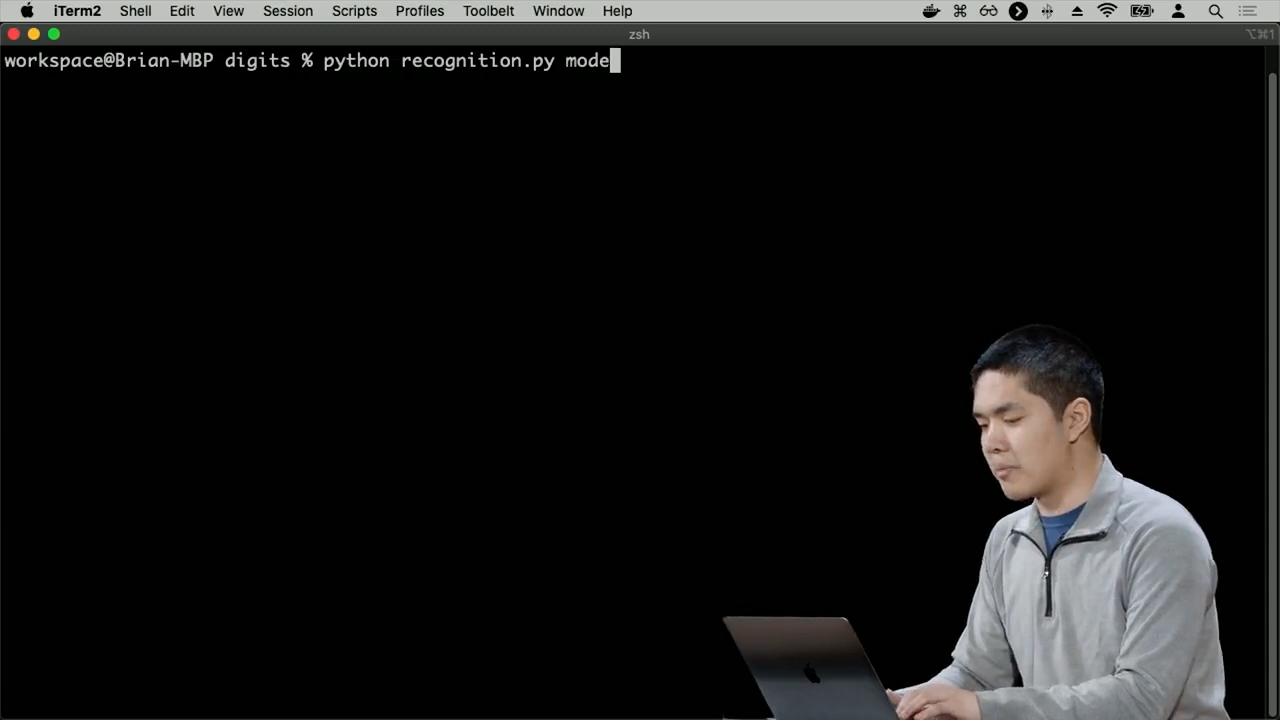 iTerm2 Shell Edit View Session Scripts Profiles Toolbelt Window Help
zsh
⌥⌘1
workspace@Brian-MBP digits % python recognition.py mode